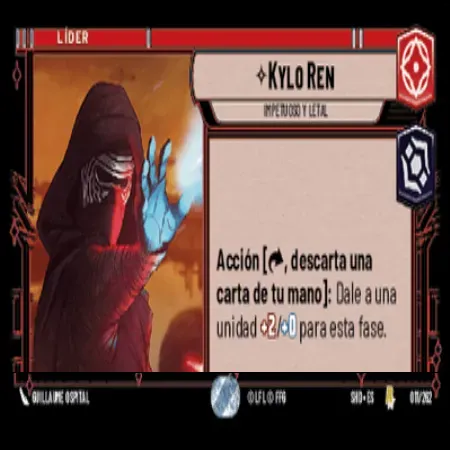 LÍDER
KYLO REN
IMPETUOSO Y LETAL
Acción [, descarta una
carta de tu mano]: Dale a una
unidad +2/+0 para esta fase.
GUILLAUME OSPITAL
LFL FFG
SHD • ES
011/262